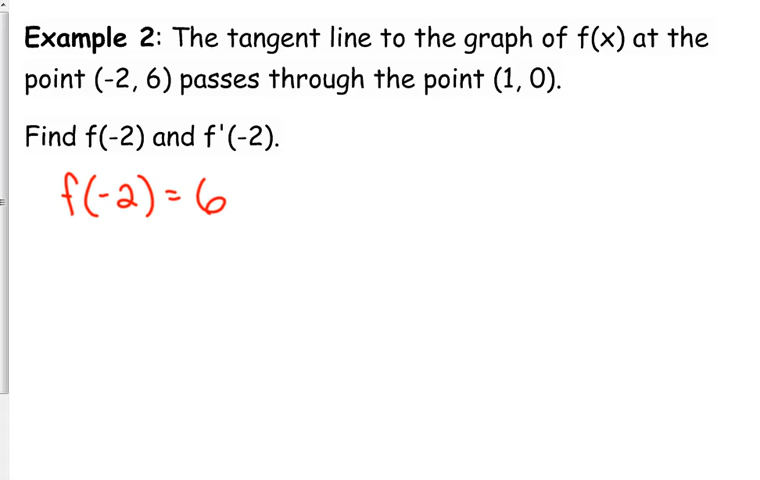 Example 2: The tangent line to the graph of f(x) at the
point (-2, 6) passes through the point (1, 0).
Find f(-2) and f'(-2).
f(-2) = 6